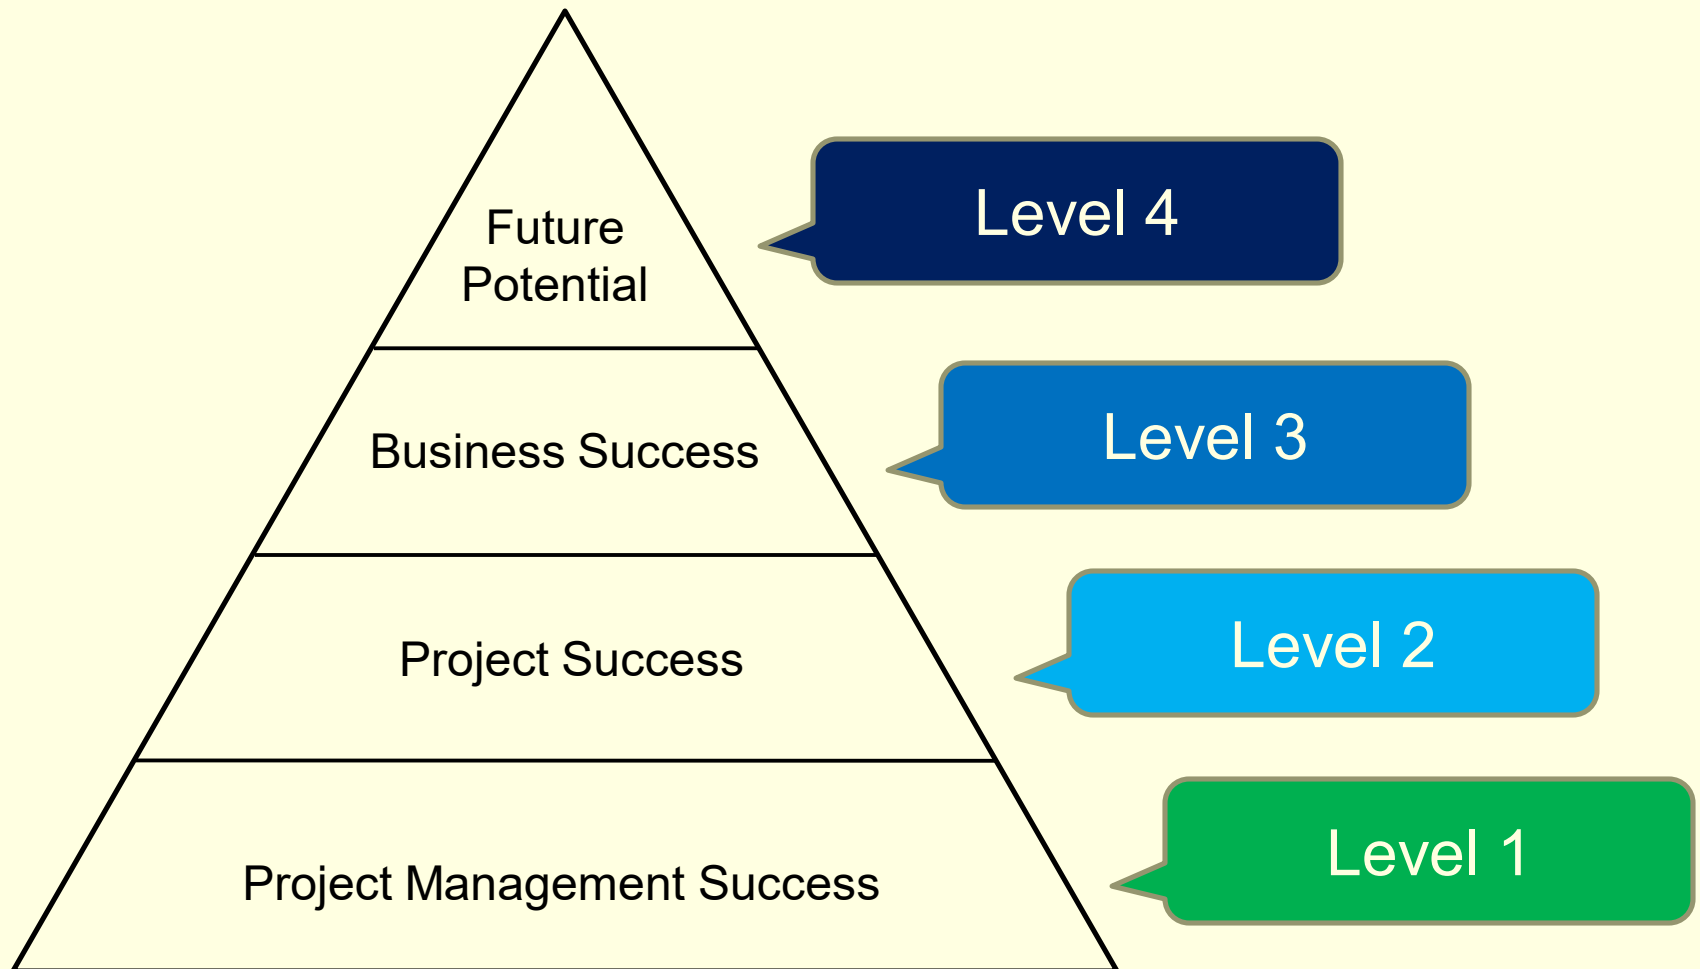 Future
Potential
Level 4
Business Success
Level 3
Project Success
Level 2
Project Management Success
Level 1